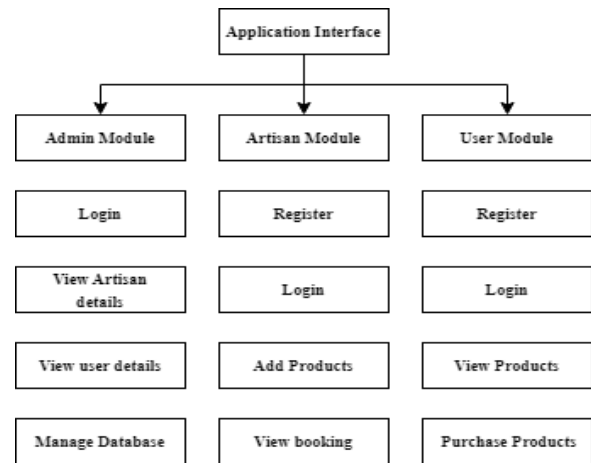 Application Interface
Admin Module
Artisan Module
User Module
Login
Register
Register
View Artisan
details
Login
Login
View user details
Add Products
View Products
Manage Database
View booking
Purchase Products